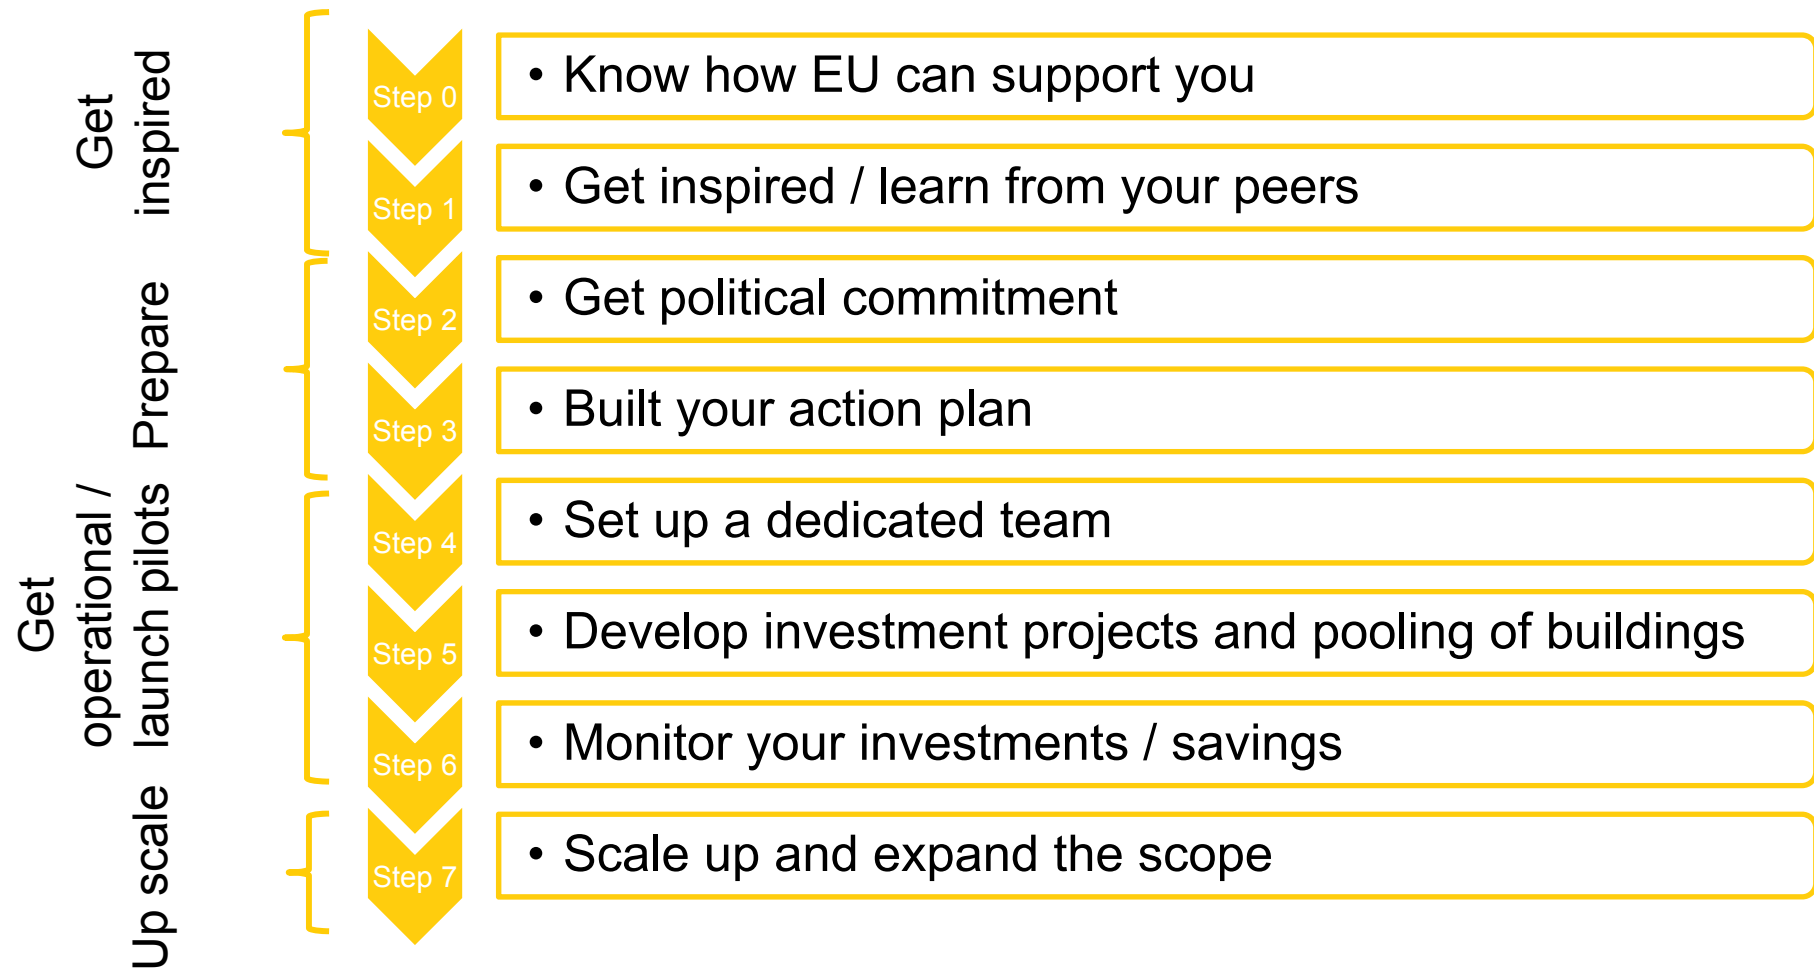 Get
inspired
Step 0
• Know how EU can support you
Step 1
• Get inspired / learn from your peers
Prepare
Step 2
• Get political commitment
Step 3
• Built your action plan
Get
operational /
launch pilots
Step 4
• Set up a dedicated team
Step 5
• Develop investment projects and pooling of buildings
Step 6
• Monitor your investments / savings
Up scale
Step 7
• Scale up and expand the scope